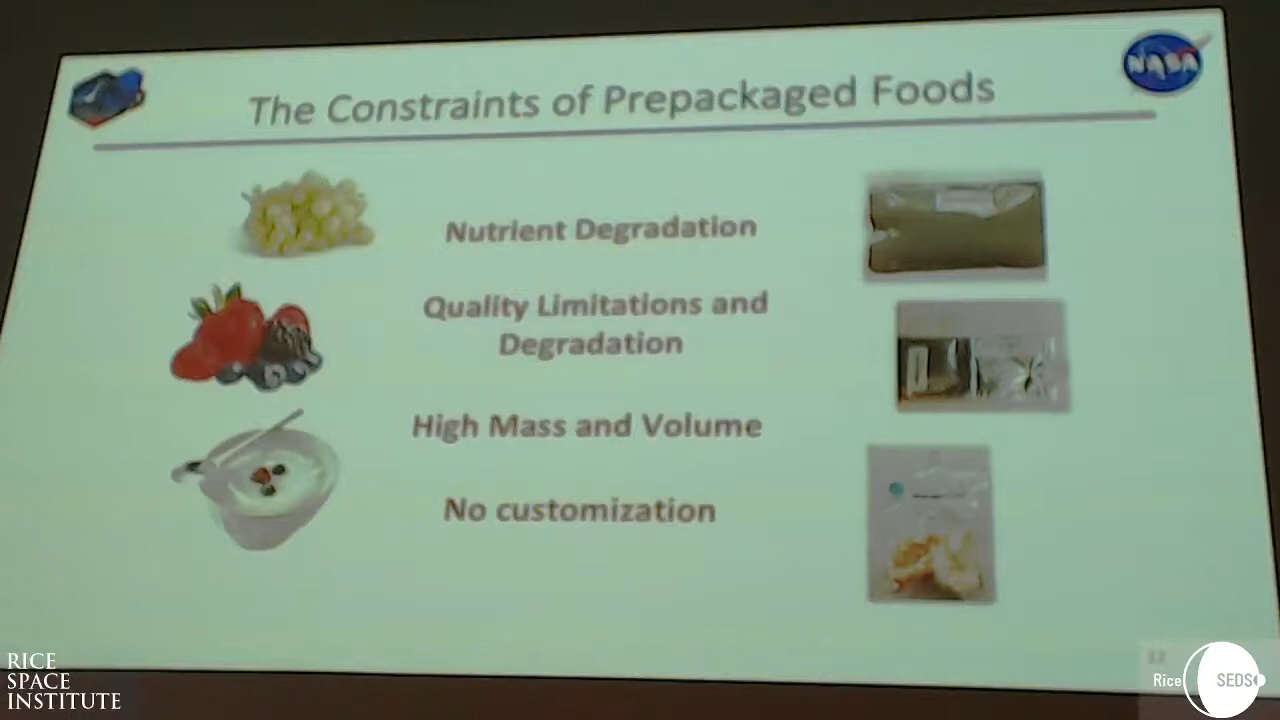 NASA
The Constraints of Prepackaged Foods
Nutrient Degradation
Quality Limitations and
Degradation
High Mass and Volume
No customization
RICE
SPACE
INSTITUTE
Rice
SEDS